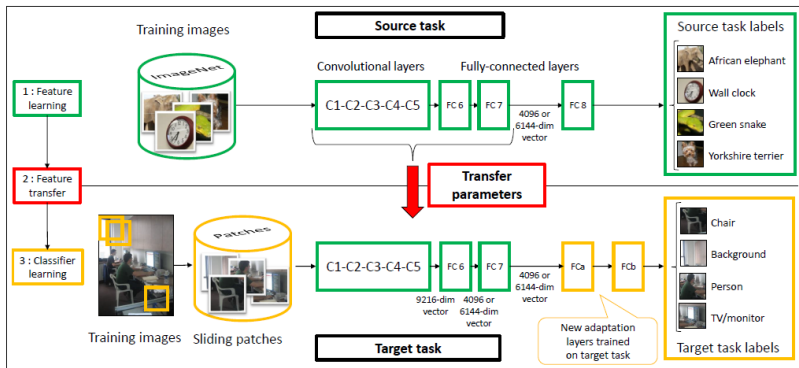 Training images
Source task
Source task labels
ImageNet
Convolutional layers
Fully-connected layers
1 : Feature
learning
C1-C2-C3-C4-C5
FC 6
FC 7
4096 or
6144-dim
vector
FC 8
African elephant
Wall clock
Green snake
Yorkshire terrier
2 : Feature
transfer
Transfer
parameters
3 : Classifier
learning
Patches
C1-C2-C3-C4-C5
FC 6
FC 7
4096 or
6144-dim
vector
FCa
FCb
Chair
Background
Person
TV/monitor
9216-dim
vector
4096 or
6144-dim
vector
Training images
Sliding patches
New adaptation
layers trained
on target task
Target task
Target task labels